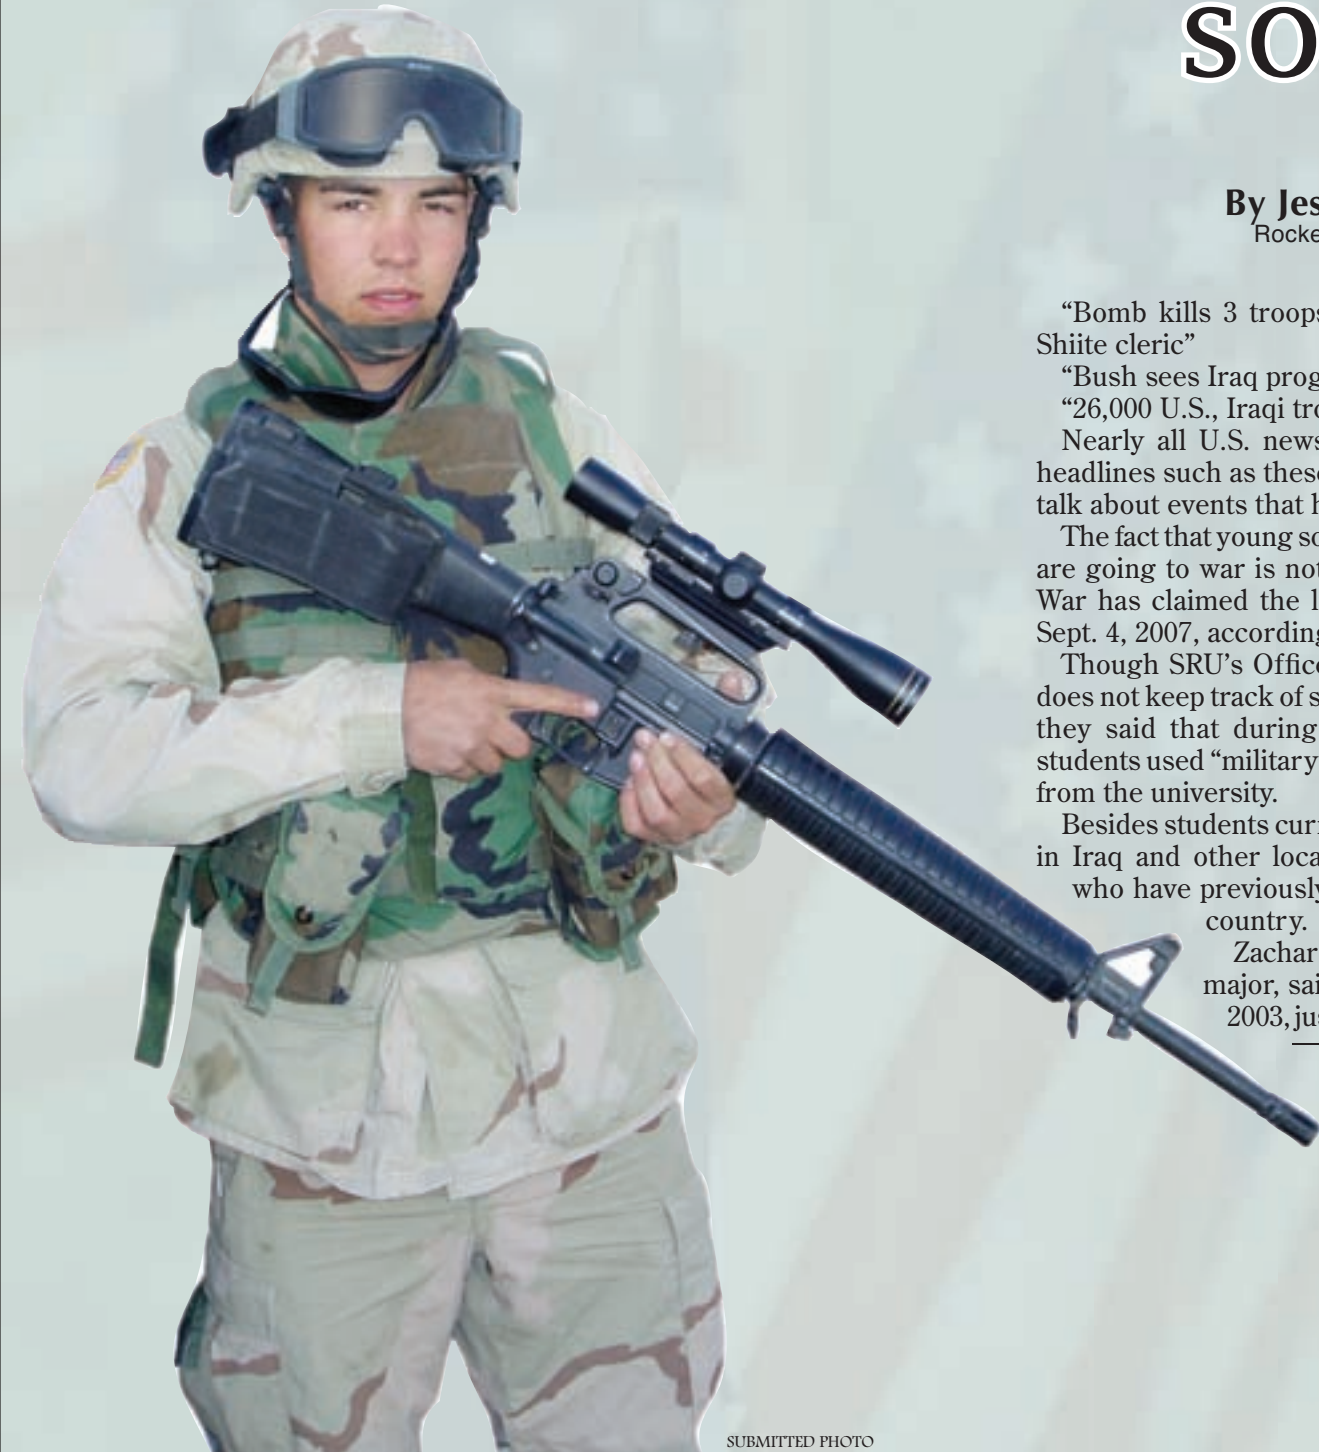 SO
By Jes
Rocke
“Bomb kills 3 troops
Shiite cleric”
“Bush sees Iraq prog
“26,000 U.S., Iraqi tro
Nearly all U.S. news
headlines such as these
talk about events that h
The fact that young so
are going to war is not
War has claimed the l
Sept. 4, 2007, according
Though SRU’s Office
does not keep track of s
they said that during
students used “military
from the university.
Besides students curr
in Iraq and other loca
who have previously
country.
Zachar
major, sai
2003, jus
SUBMITTED PHOTO